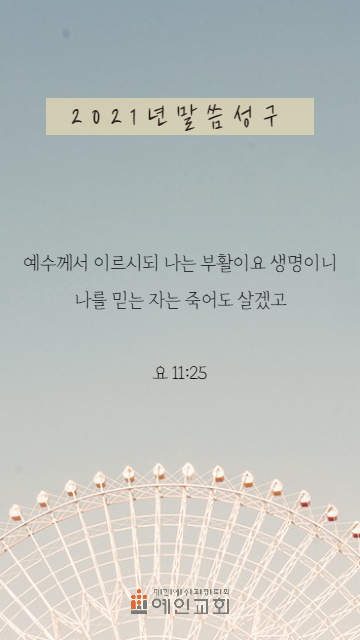 2021년말씀성구
예수께서 이르시되 나는 부활이요 생명이니
나를 믿는 자는 죽어도 살겠고
요 11:25
예인교회